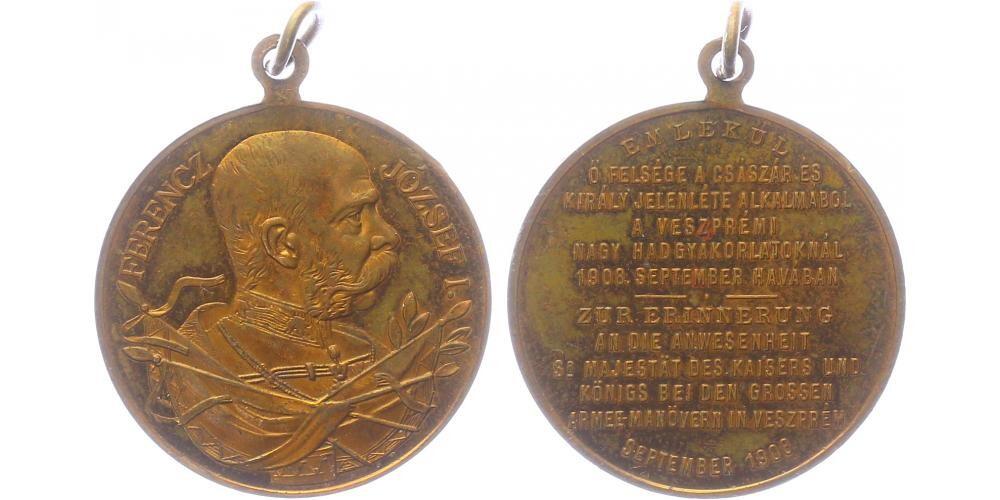 FERENCZ JÓZSEF I.
EMLÉKÜL
Ő FELSÉGE A CSÁSZÁR ÉS
KIRÁLY JELENLÉTE ALKALMÁBÓL
A VESZPRÉMI
NAGY HADGYAKORLATOKNÁL
1908. SEPTEMBER HAVÁBAN
ZUR ERINNERUNG
AN DIE ANWESENHEIT
SR MAJESTÄT DES KAISERS UND
KÖNIGS BEI DEN GROSSEN
ARMEE-MANÖVERN IN VESZPRÉM
SEPTEMBER 1908